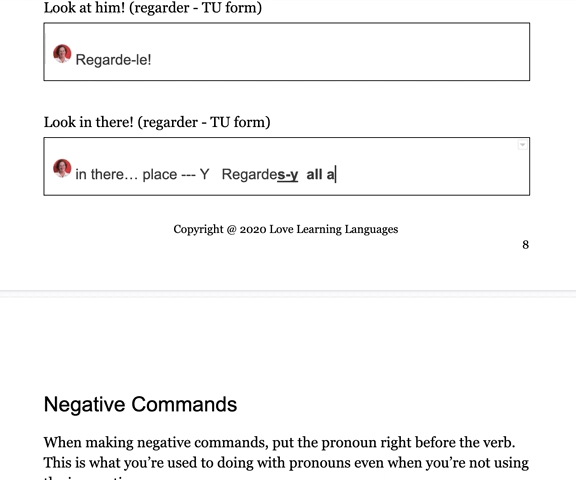 Look at him! (regarder - TU form)
Regarde-le!
Look in there! (regarder - TU form)
in there... place --- Y Regardes-y all a
Copyright @ 2020 Love Learning Languages
8
Negative Commands
When making negative commands, put the pronoun right before the verb.
This is what you're used to doing with pronouns even when you're not using